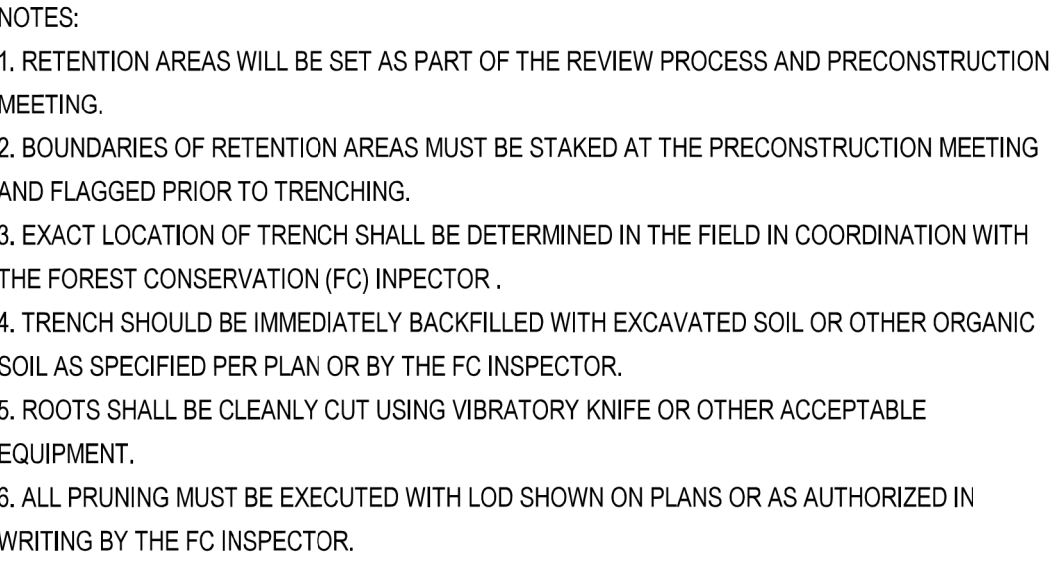 NOTES:
1. RETENTION AREAS WILL BE SET AS PART OF THE REVIEW PROCESS AND PRECONSTRUCTION
MEETING.
2. BOUNDARIES OF RETENTION AREAS MUST BE STAKED AT THE PRECONSTRUCTION MEETING
AND FLAGGED PRIOR TO TRENCHING.
3. EXACT LOCATION OF TRENCH SHALL BE DETERMINED IN THE FIELD IN COORDINATION WITH
THE FOREST CONSERVATION (FC) INPECTOR .
4. TRENCH SHOULD BE IMMEDIATELY BACKFILLED WITH EXCAVATED SOIL OR OTHER ORGANIC
SOIL AS SPECIFIED PER PLAN OR BY THE FC INSPECTOR.
5. ROOTS SHALL BE CLEANLY CUT USING VIBRATORY KNIFE OR OTHER ACCEPTABLE
EQUIPMENT.
6. ALL PRUNING MUST BE EXECUTED WITH LOD SHOWN ON PLANS OR AS AUTHORIZED IN
WRITING BY THE FC INSPECTOR.